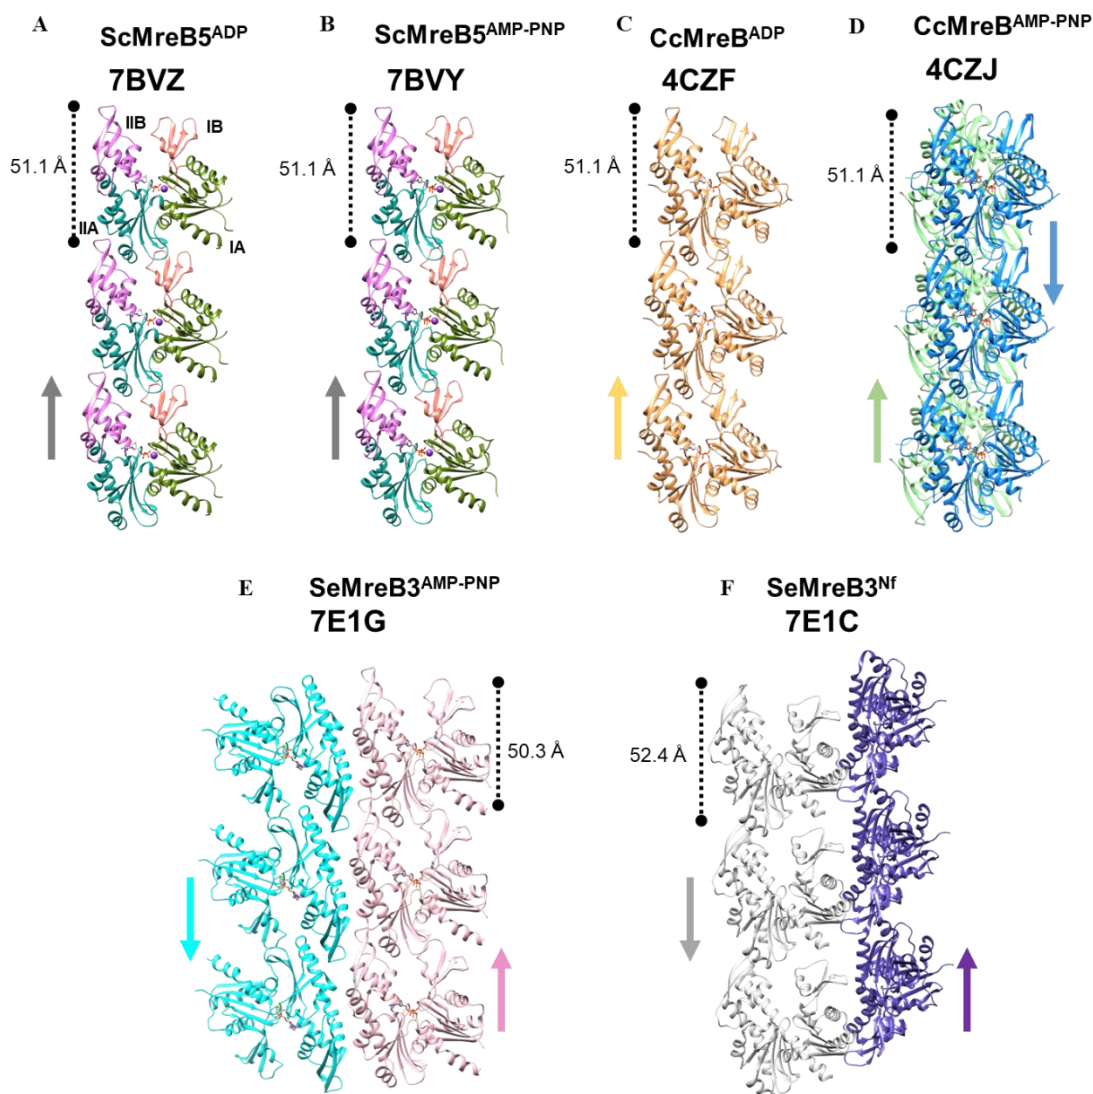 A
ScMreB5ADP
7BVZ
B
ScMreB5AMP-PNP
7BVY
C
CcMreBADP
4CZF
D
CcMreBAMP-PNP
4CZJ
IIB
IB
51.1 Å
IIA
IA
51.1 Å
51.1 Å
51.1 Å
E
SeMreB3AMP-PNP
7E1G
50.3 Å
F
SeMreB3Nf
7E1C
52.4 Å